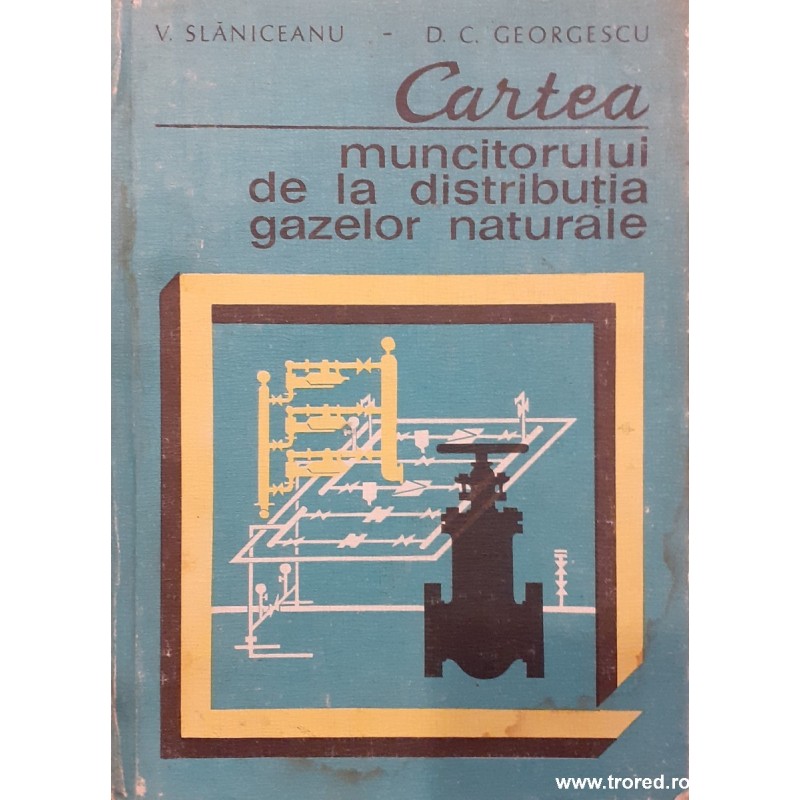 V. SLĂNICEANU - D. C. GEORGESCU
Cartea
muncitorului
de la distribuția
gazelor naturale
www.trored.ro